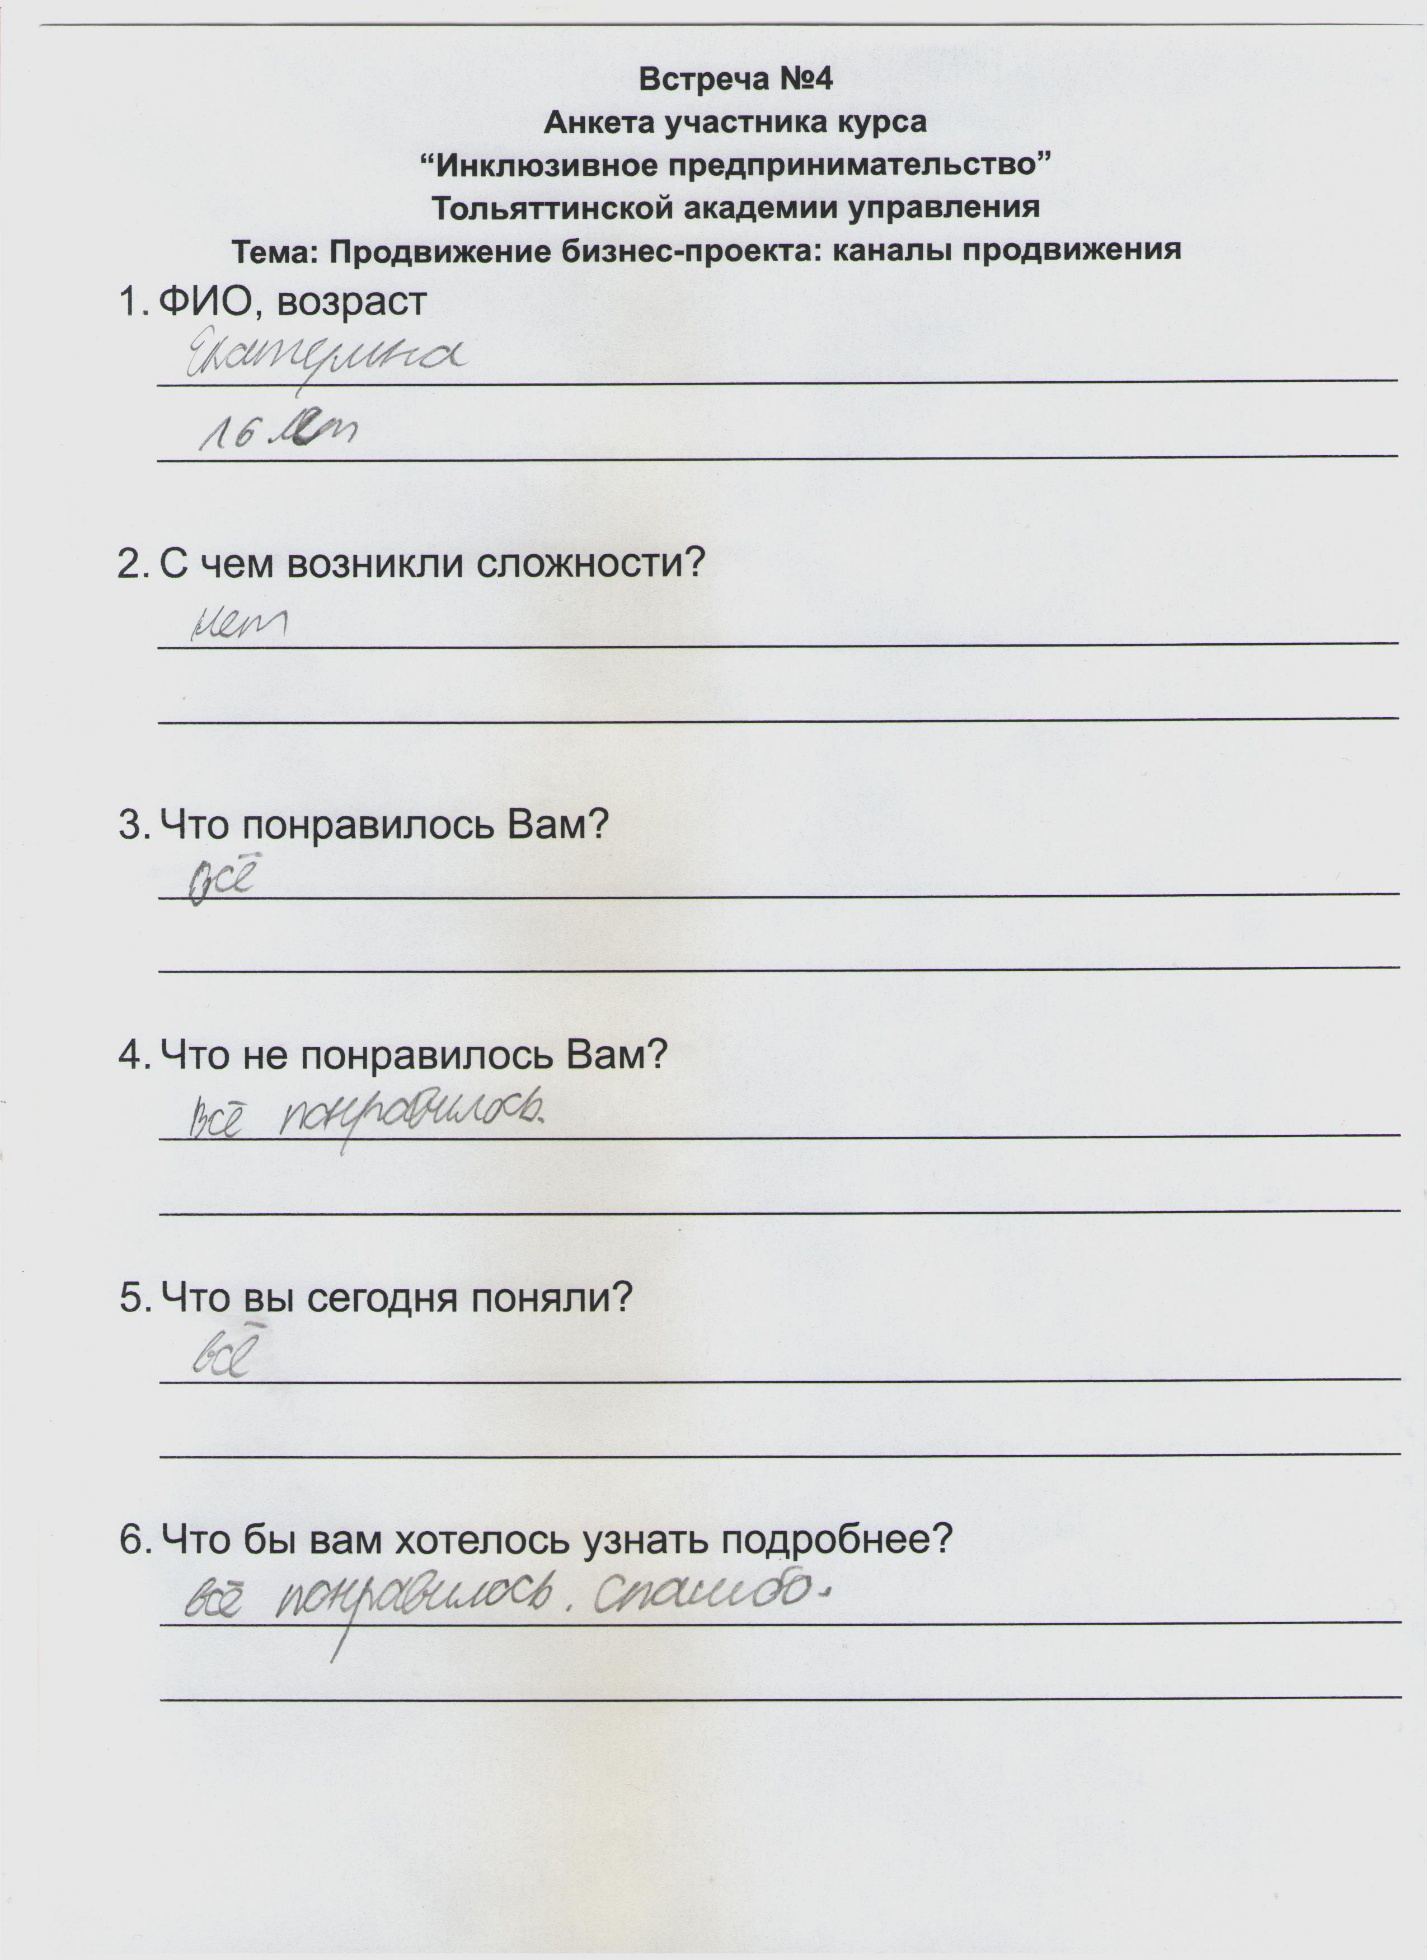 Встреча №4
Анкета участника курса
“Инклюзивное предпринимательство”
Тольяттинской академии управления
Тема: Продвижение бизнес-проекта: каналы продвижения
1. ФИО, возраст
Екатерина
16 лет
2. С чем возникли сложности?
нет
3. Что понравилось Вам?
всё
4. Что не понравилось Вам?
всё понравилось.
5. Что вы сегодня поняли?
всё
6. Что бы вам хотелось узнать подробнее?
всё понравилось. Спасибо.